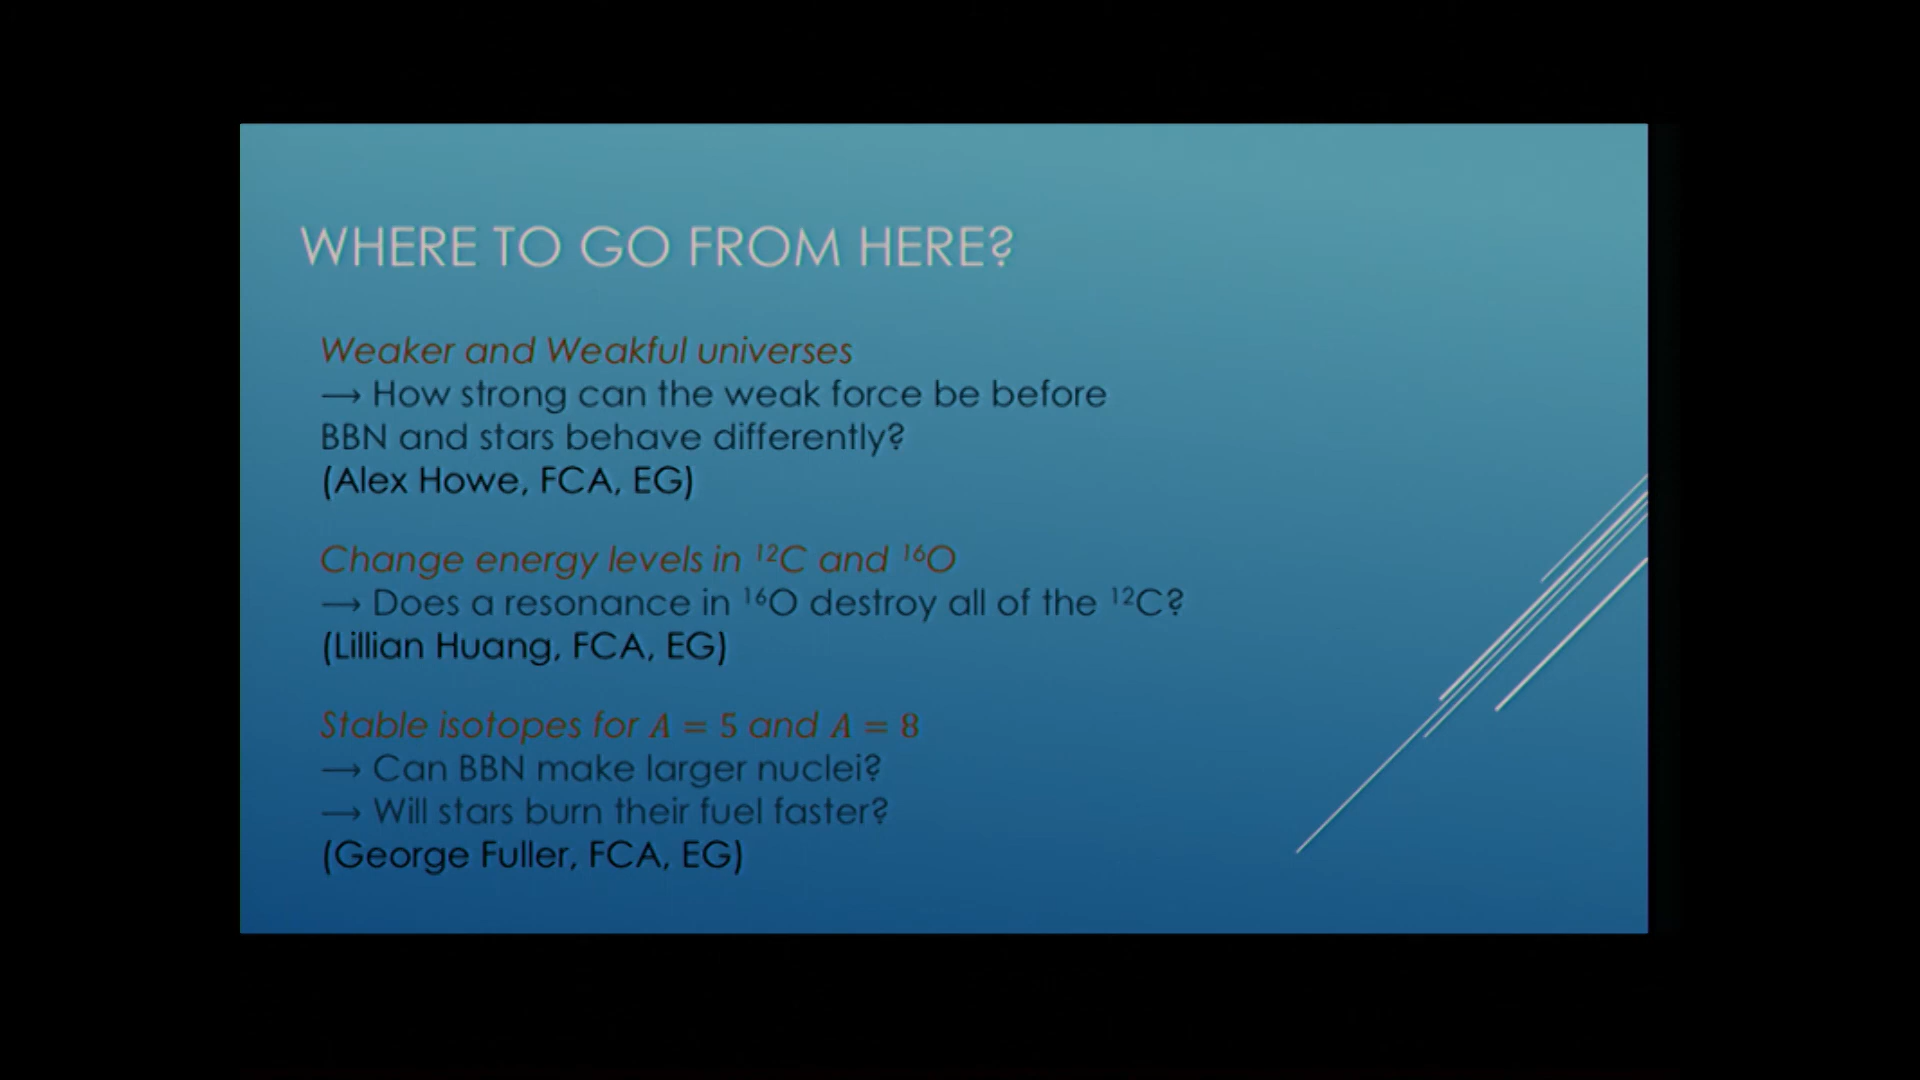 WHERE TO GO FROM HERE?
Weaker and Weakful universes
→ How strong can the weak force be before
BBN and stars behave differently?
(Alex Howe, FCA, EG)
Change energy levels in ¹²C and ¹⁶O
→ Does a resonance in ¹⁶O destroy all of the ¹²C?
(Lillian Huang, FCA, EG)
Stable isotopes for A = 5 and A = 8
→ Can BBN make larger nuclei?
→ Will stars burn their fuel faster?
(George Fuller, FCA, EG)